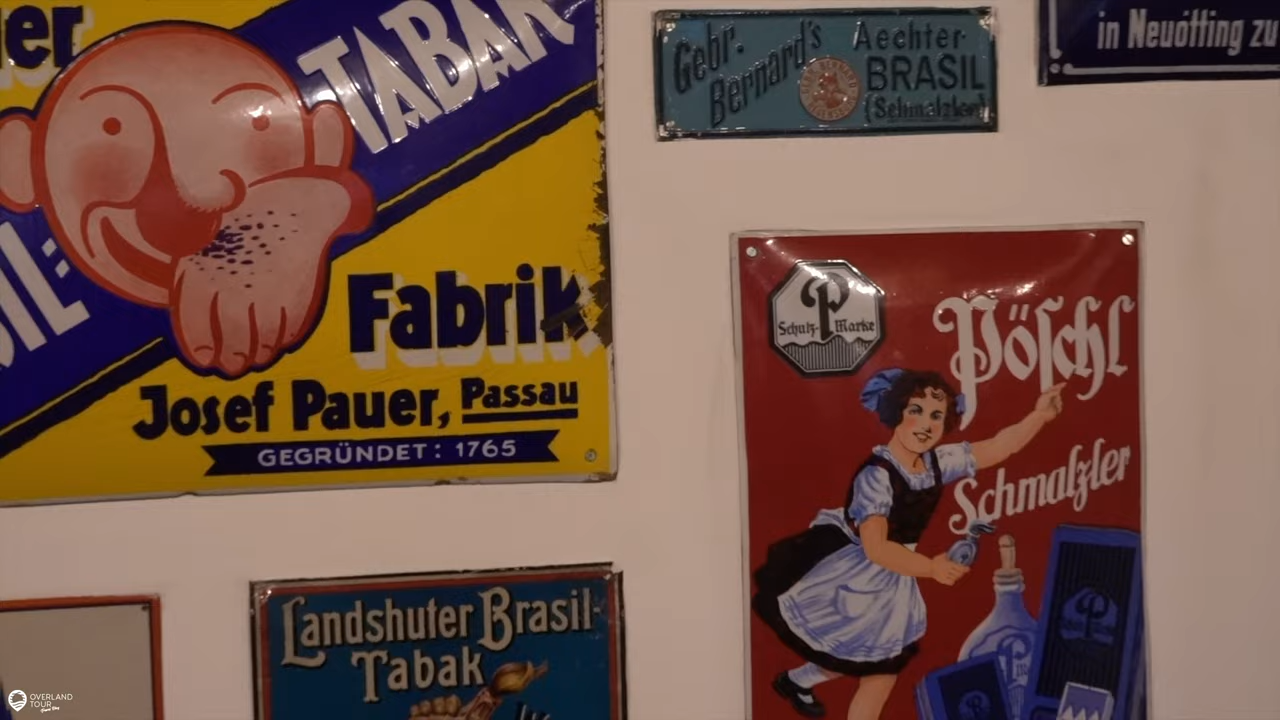 TABAK
Fabrik
Josef Pauer, Passau
GEGRÜNDET: 1765
Gebr. Bernard's
Aechter
BRASIL
(Schmalzler)
in Neuötting zu
P
Schutz- Marke
Pöschl
Schmalzler
Landshuter Brasil-
Tabak
OVERLAND
TOUR